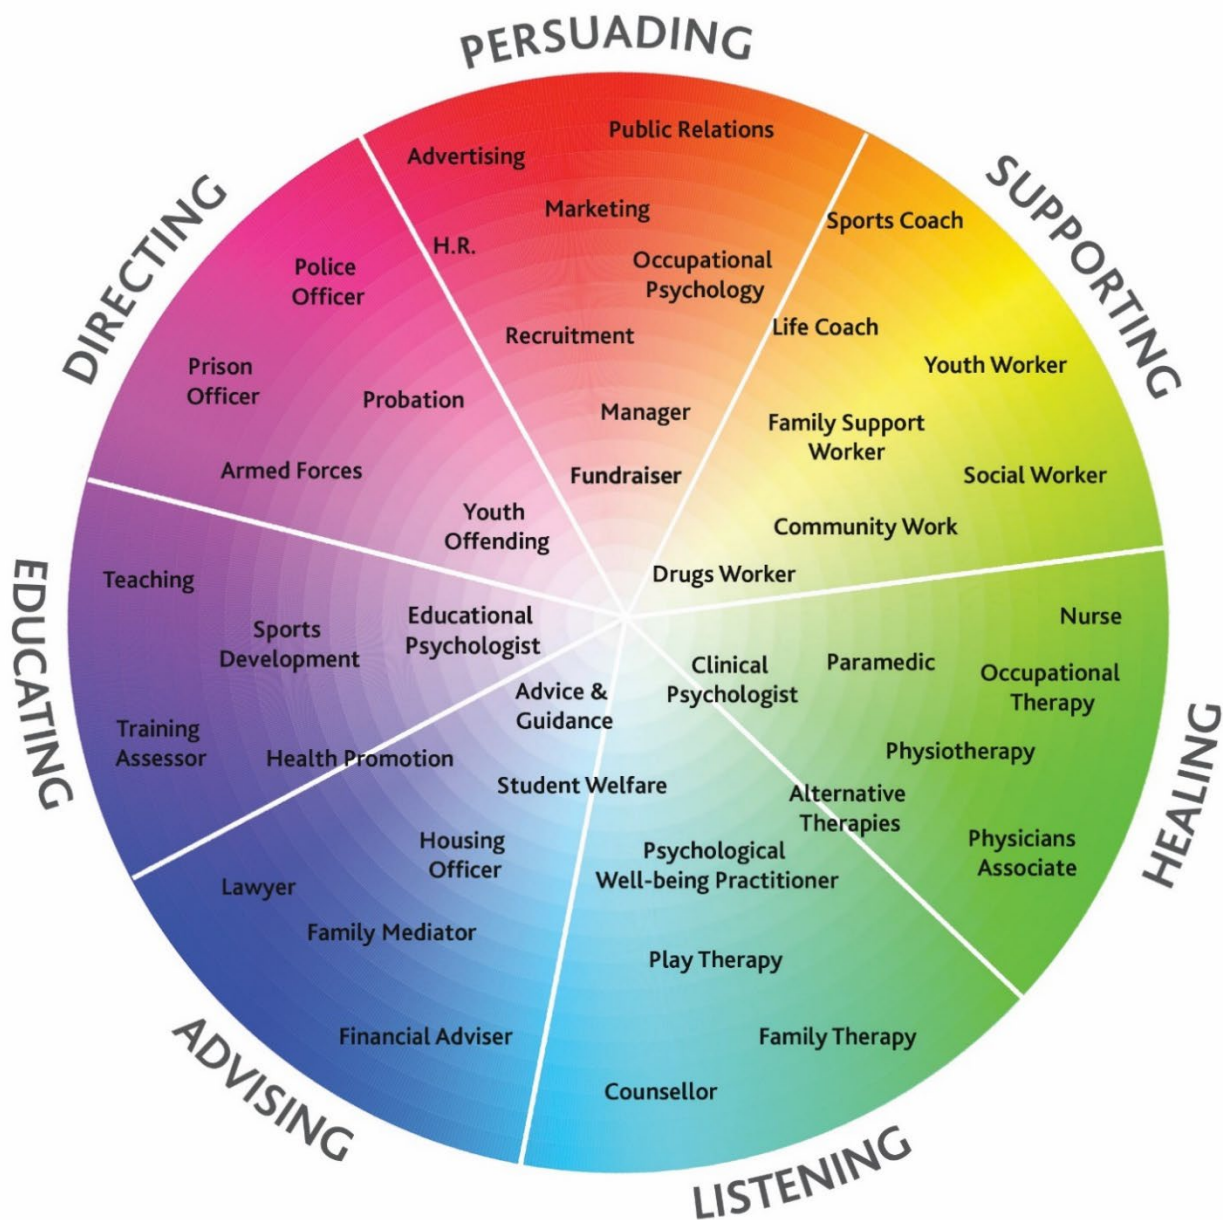 PERSUADING
Public Relations
Advertising
Marketing
H.R.
Occupational
Psychology
Recruitment
Manager
Fundraiser
SUPPORTING
Sports Coach
Life Coach
Youth Worker
Family Support
Worker
Social Worker
Community Work
Drugs Worker
HEALING
Nurse
Clinical
Psychologist
Paramedic
Occupational
Therapy
Physiotherapy
Alternative
Therapies
Physicians
Associate
LISTENING
Psychological
Well-being Practitioner
Play Therapy
Family Therapy
Counsellor
ADVISING
Advice &
Guidance
Student Welfare
Housing
Officer
Lawyer
Family Mediator
Financial Adviser
EDUCATING
Teaching
Educational
Psychologist
Sports
Development
Training
Assessor
Health Promotion
DIRECTING
Police
Officer
Prison
Officer
Probation
Armed Forces
Youth
Offending